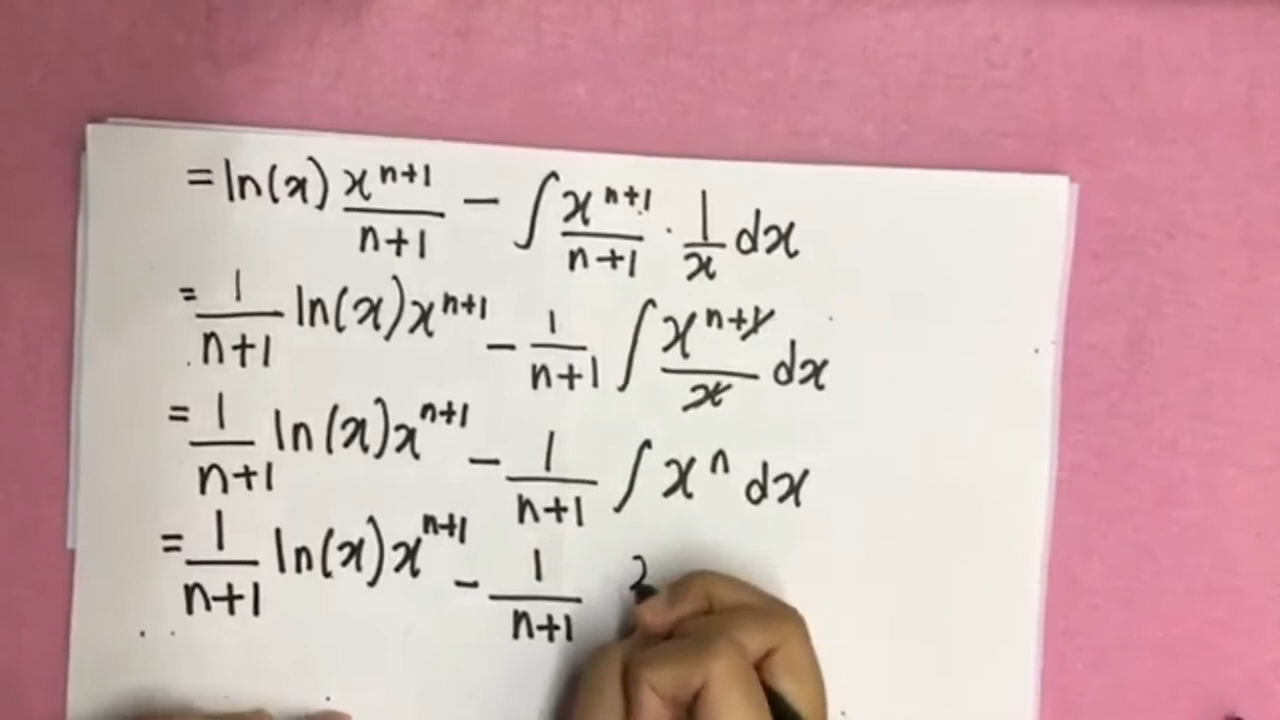 = ln(x) x^{n+1}/(n+1) - ∫ x^{n+1}/(n+1) · 1/x dx
= 1/(n+1) ln(x) x^{n+1} - 1/(n+1) ∫ x^{n+1}/x dx
= 1/(n+1) ln(x) x^{n+1} - 1/(n+1) ∫ x^n dx
= 1/(n+1) ln(x) x^{n+1} - 1/(n+1)